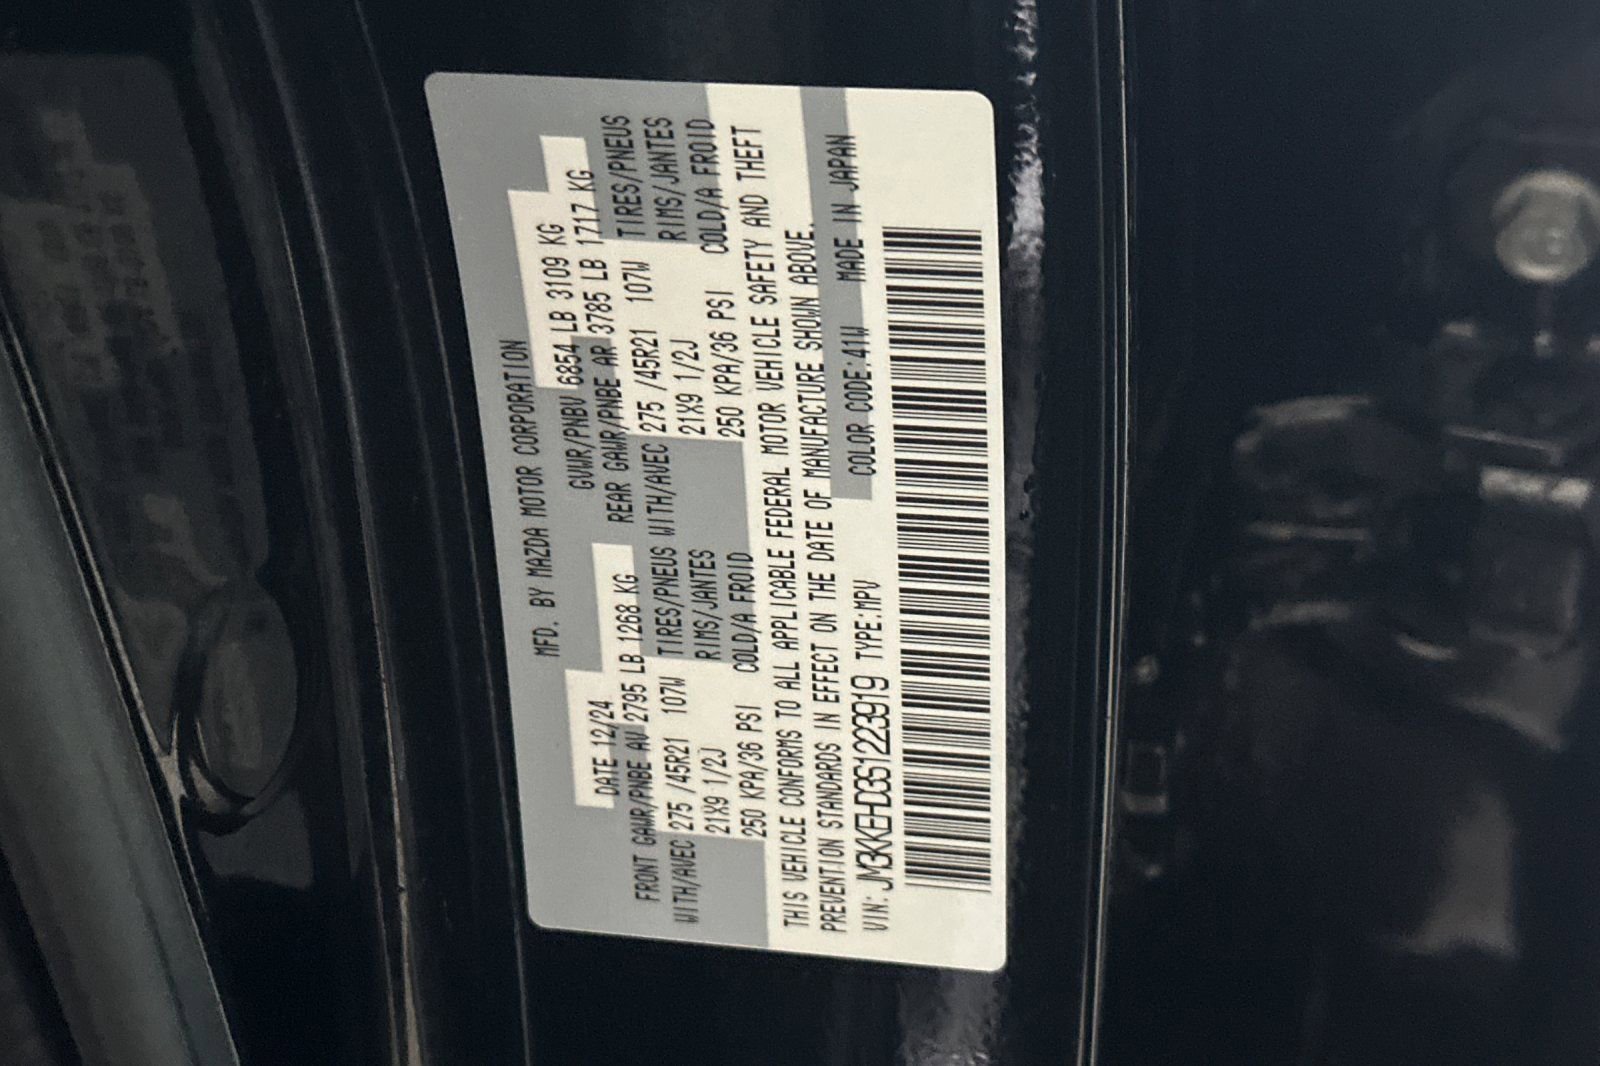 MFD. BY MAZDA MOTOR CORPORATION
DATE 12/24 GVWR/PNBV 6854 LB 3109 KG
FRONT GAWR/PNBE AV 2795 LB 1268 KG REAR GAWR/PNBE AR 3785 LB 1717 KG
WITH/AVEC 275 /45R21 107W TIRES/PNEUS WITH/AVEC 275 /45R21 107W TIRES/PNEUS
21X9 1/2J RIMS/JANTES 21X9 1/2J RIMS/JANTES
250 KPA/36 PSI COLD/A FROID 250 KPA/36 PSI COLD/A FROID
THIS VEHICLE CONFORMS TO ALL APPLICABLE FEDERAL MOTOR VEHICLE SAFETY AND THEFT
PREVENTION STANDARDS IN EFFECT ON THE DATE OF MANUFACTURE SHOWN ABOVE.
VIN: JM3KKEHD3S1223919 TYPE:MPV COLOR CODE:41W MADE IN JAPAN